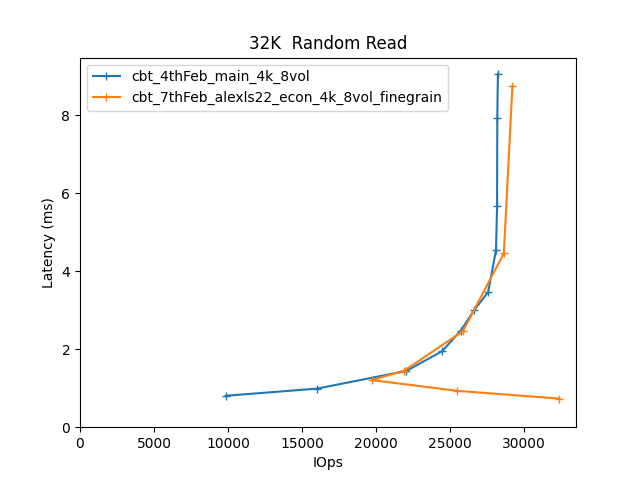 32K  Random Read
cbt_4thFeb_main_4k_8vol
cbt_7thFeb_alexls22_econ_4k_8vol_finegrain
8
6
4
2
0
Latency (ms)
0 5000 10000 15000 20000 25000 30000
IOps